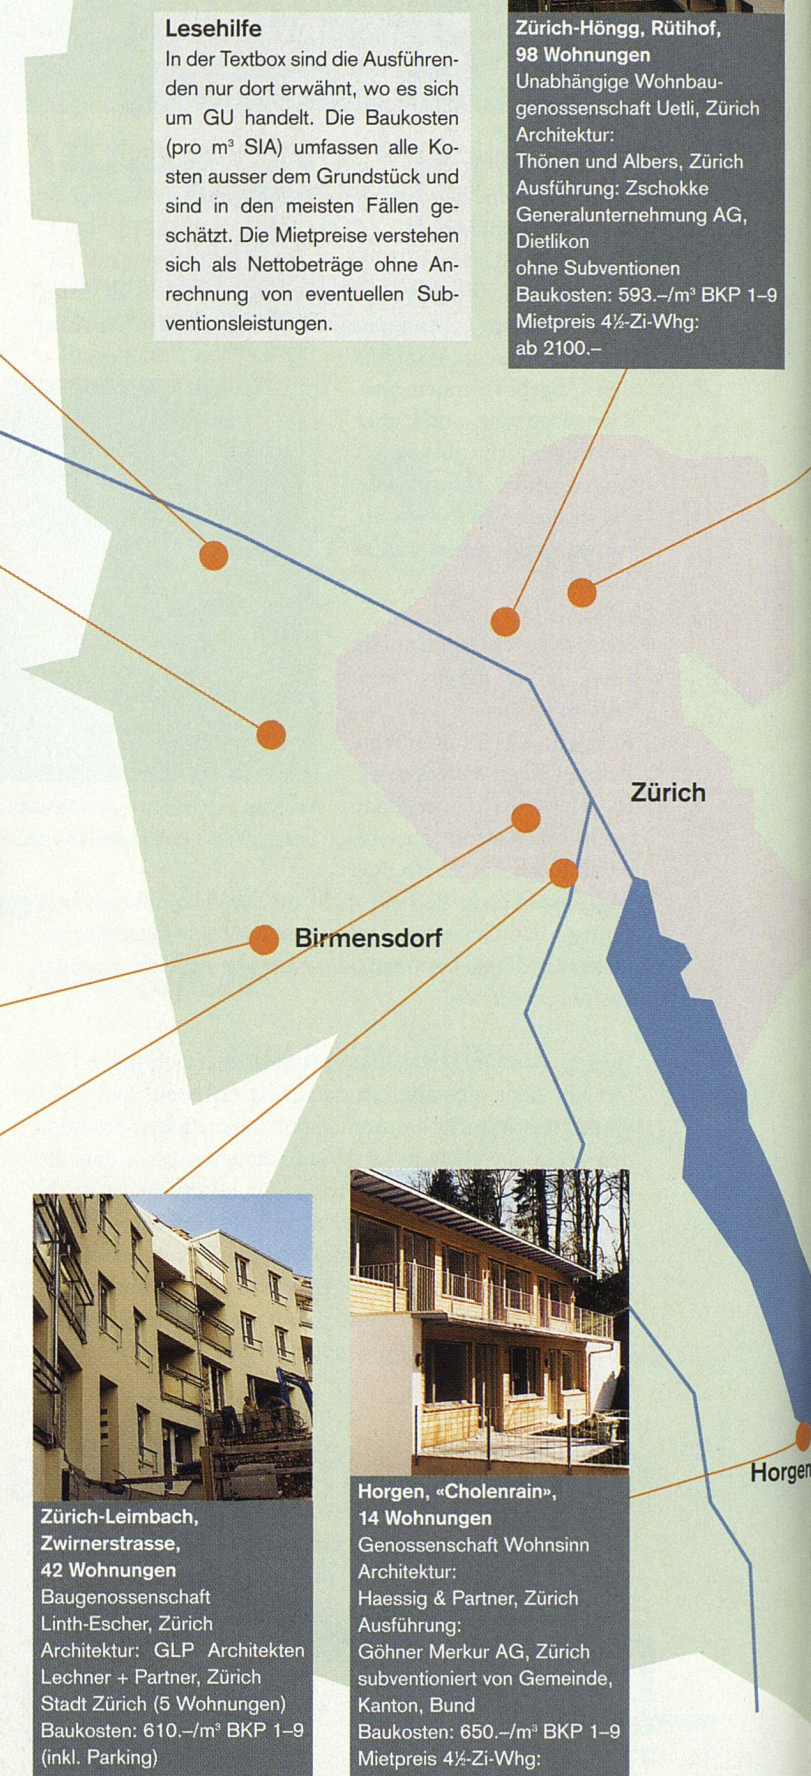 Lesehilfe
In der Textbox sind die Ausführen-
den nur dort erwähnt, wo es sich
um GU handelt. Die Baukosten
(pro m³ SIA) umfassen alle Ko-
sten ausser dem Grundstück und
sind in den meisten Fällen ge-
schätzt. Die Mietpreise verstehen
sich als Nettobeträge ohne An-
rechnung von eventuellen Sub-
ventionsleistungen.
Zürich-Höngg, Rütihof,
98 Wohnungen
Unabhängige Wohnbau-
genossenschaft Uetli, Zürich
Architektur:
Thönen und Albers, Zürich
Ausführung: Zschokke
Generalunternehmung AG,
Dietlikon
ohne Subventionen
Baukosten: 593.–/m³ BKP 1–9
Mietpreis 4½-Zi-Whg:
ab 2100.–
Zürich
Birmensdorf
Horgen
Zürich-Leimbach,
Zwirnerstrasse,
42 Wohnungen
Baugenossenschaft
Linth-Escher, Zürich
Architektur: GLP Architekten
Lechner + Partner, Zürich
Stadt Zürich (5 Wohnungen)
Baukosten: 610.–/m³ BKP 1–9
(inkl. Parking)
Horgen, «Cholenrain»,
14 Wohnungen
Genossenschaft Wohnsinn
Architektur:
Haessig & Partner, Zürich
Ausführung:
Göhner Merkur AG, Zürich
subventioniert von Gemeinde,
Kanton, Bund
Baukosten: 650.–/m³ BKP 1–9
Mietpreis 4½-Zi-Whg: